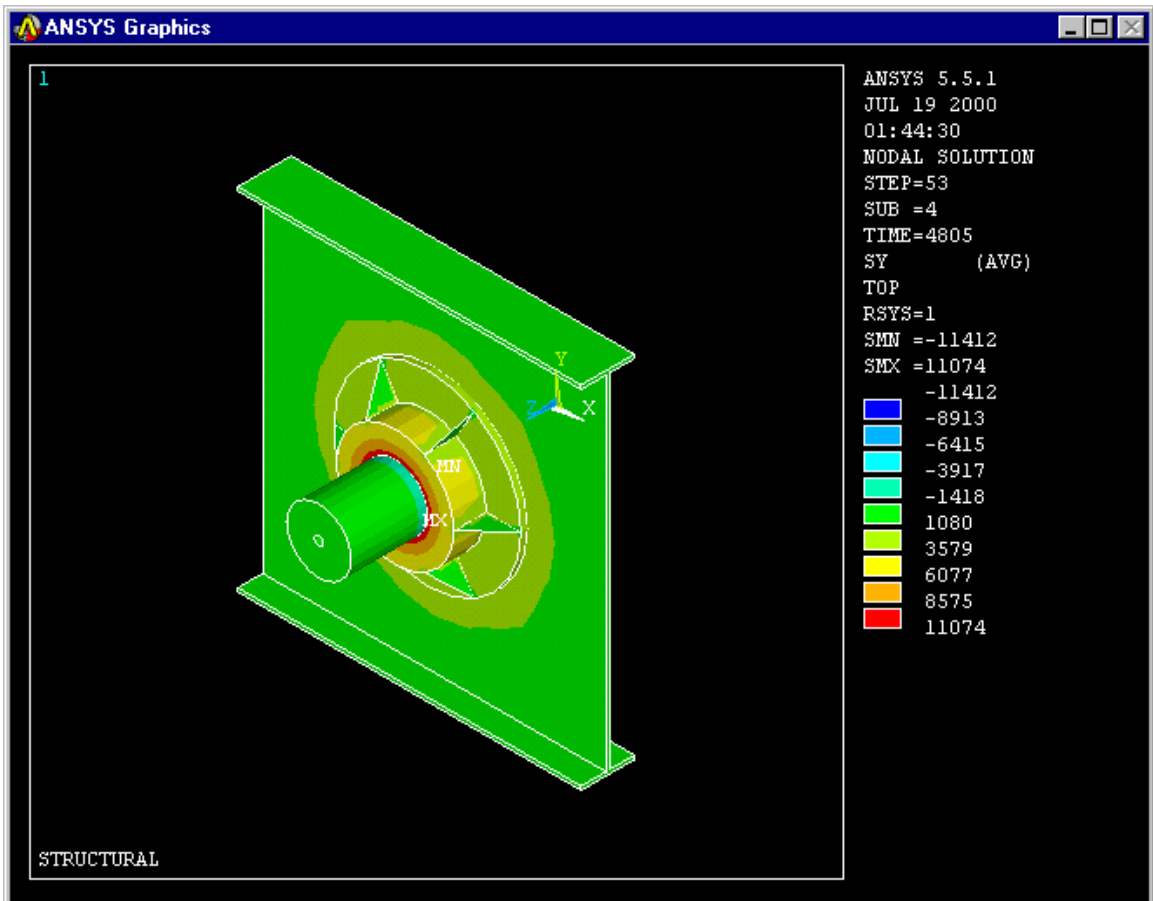 ANSYS Graphics
1
ANSYS 5.5.1
JUL 19 2000
01:44:30
NODAL SOLUTION
STEP=53
SUB =4
TIME=4805
SY (AVG)
TOP
RSYS=1
SMN =-11412
SMX =11074
-11412
-8913
-6415
-3917
-1418
1080
3579
6077
8575
11074
Y
Z X
MN
MX
STRUCTURAL